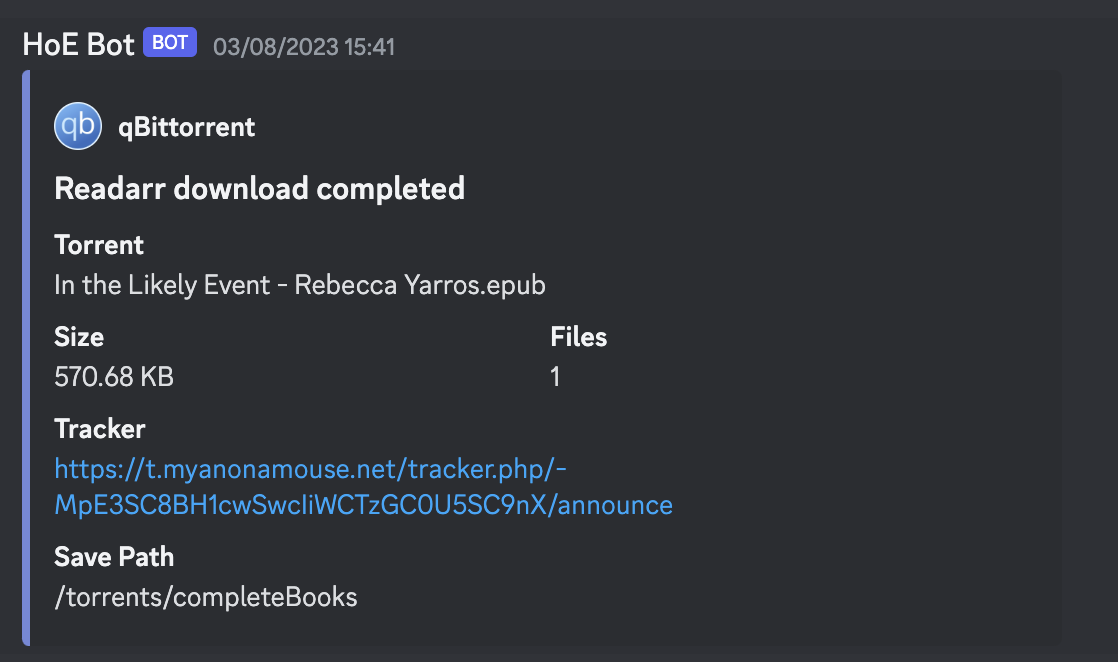 HoE Bot BOT 03/08/2023 15:41
qb qBittorrent
Readarr download completed
Torrent
In the Likely Event - Rebecca Yarros.epub
Size Files
570.68 KB 1
Tracker
https://t.myanonamouse.net/tracker.php/-
MpE3SC8BH1cwSwcIiWCTzGC0U5SC9nX/announce
Save Path
/torrents/completeBooks